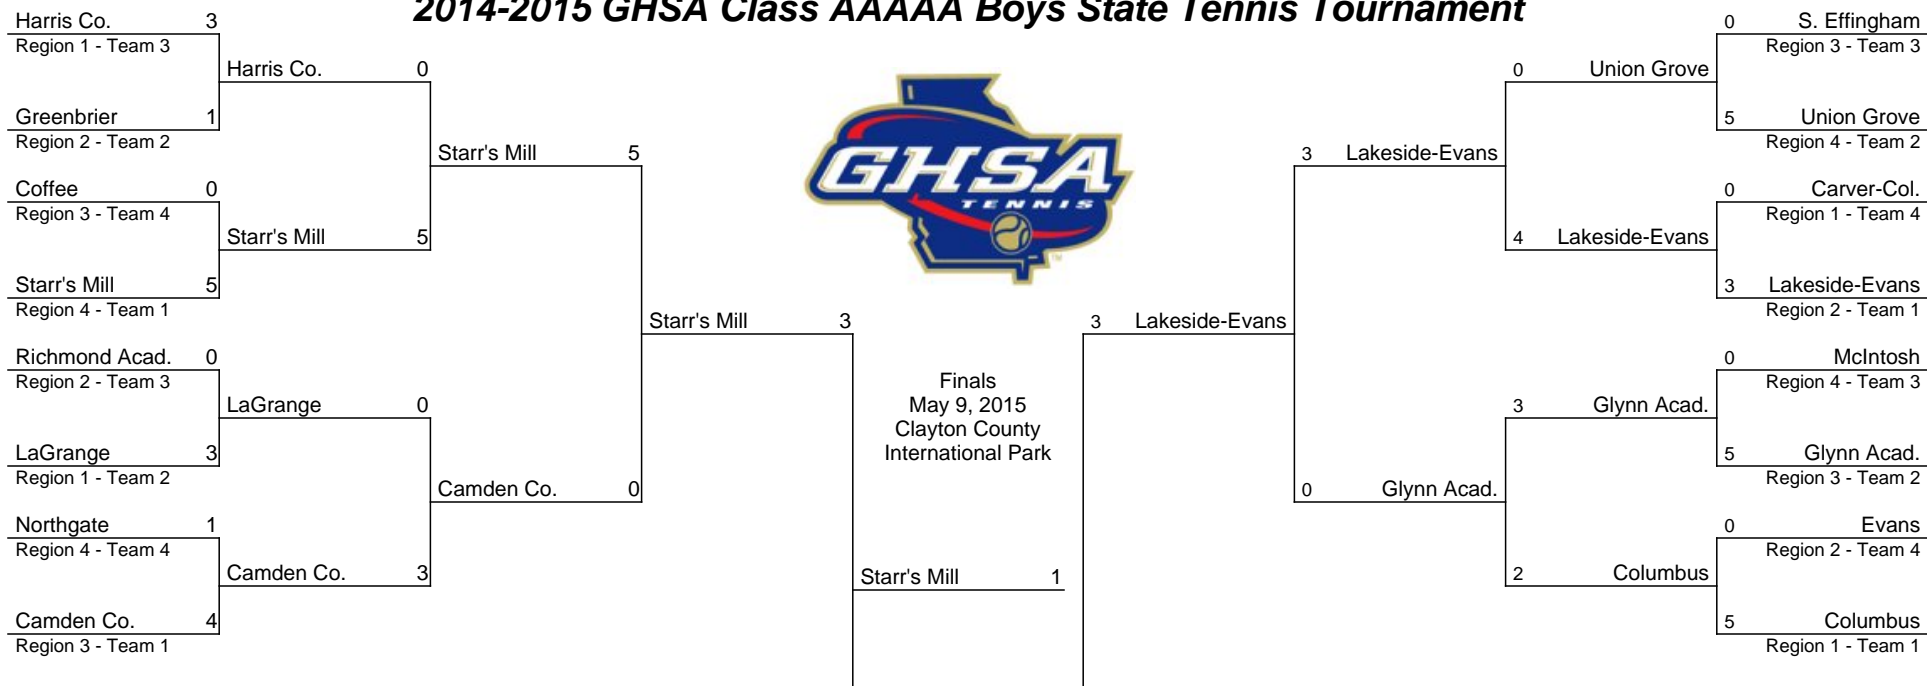 2014-2015 GHSA Class AAAAA Boys State Tennis Tournament
Harris Co. 3
Region 1 - Team 3
Greenbrier 1
Region 2 - Team 2
Coffee 0
Region 3 - Team 4
Starr's Mill 5
Region 4 - Team 1
Richmond Acad. 0
Region 2 - Team 3
LaGrange 3
Region 1 - Team 2
Northgate 1
Region 4 - Team 4
Camden Co. 4
Region 3 - Team 1
Harris Co. 0
Starr's Mill 5
LaGrange 0
Camden Co. 3
Starr's Mill 5
Camden Co. 0
Starr's Mill 3
GHSA
TENNIS
TM
Finals
May 9, 2015
Clayton County
International Park
Starr's Mill 1
3 Lakeside-Evans
3 Lakeside-Evans
0 Glynn Acad.
0 Union Grove
4 Lakeside-Evans
3 Glynn Acad.
2 Columbus
0 S. Effingham
Region 3 - Team 3
5 Union Grove
Region 4 - Team 2
0 Carver-Col.
Region 1 - Team 4
3 Lakeside-Evans
Region 2 - Team 1
0 McIntosh
Region 4 - Team 3
5 Glynn Acad.
Region 3 - Team 2
0 Evans
Region 2 - Team 4
5 Columbus
Region 1 - Team 1